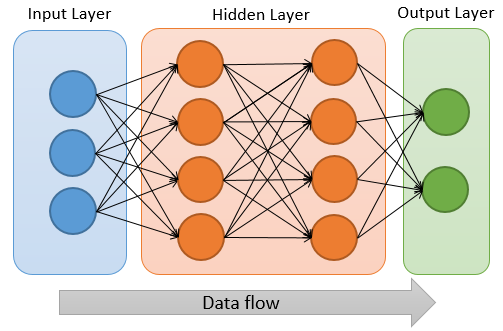 Input Layer
Hidden Layer
Output Layer
Data flow